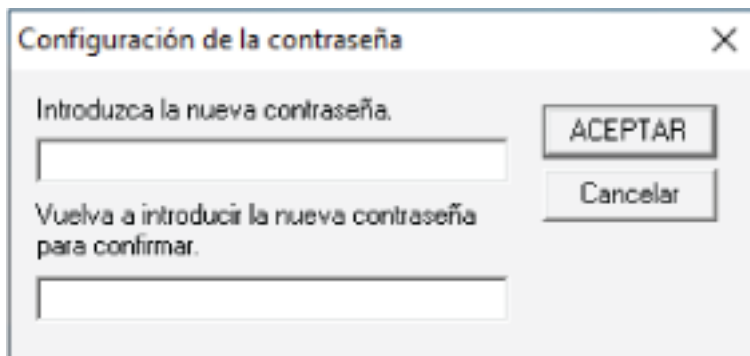 Configuración de la contraseña
Introduzca la nueva contraseña.
ACEPTAR
Cancelar
Vuelva a introducir la nueva contraseña
para confirmar.